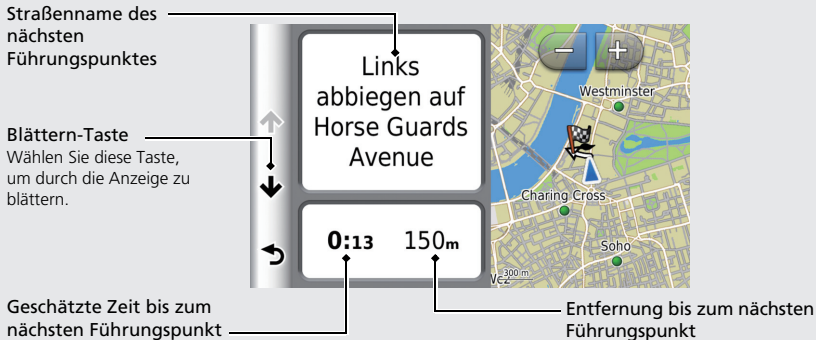 Straßenname des
nächsten
Führungspunktes
Blättern-Taste
Wählen Sie diese Taste,
um durch die Anzeige zu
blättern.
Links
abbiegen auf
Horse Guards
Avenue
0:13 150m
Westminster
Charing Cross
Soho
300m
Geschätzte Zeit bis zum
nächsten Führungspunkt
Entfernung bis zum nächsten
Führungspunkt